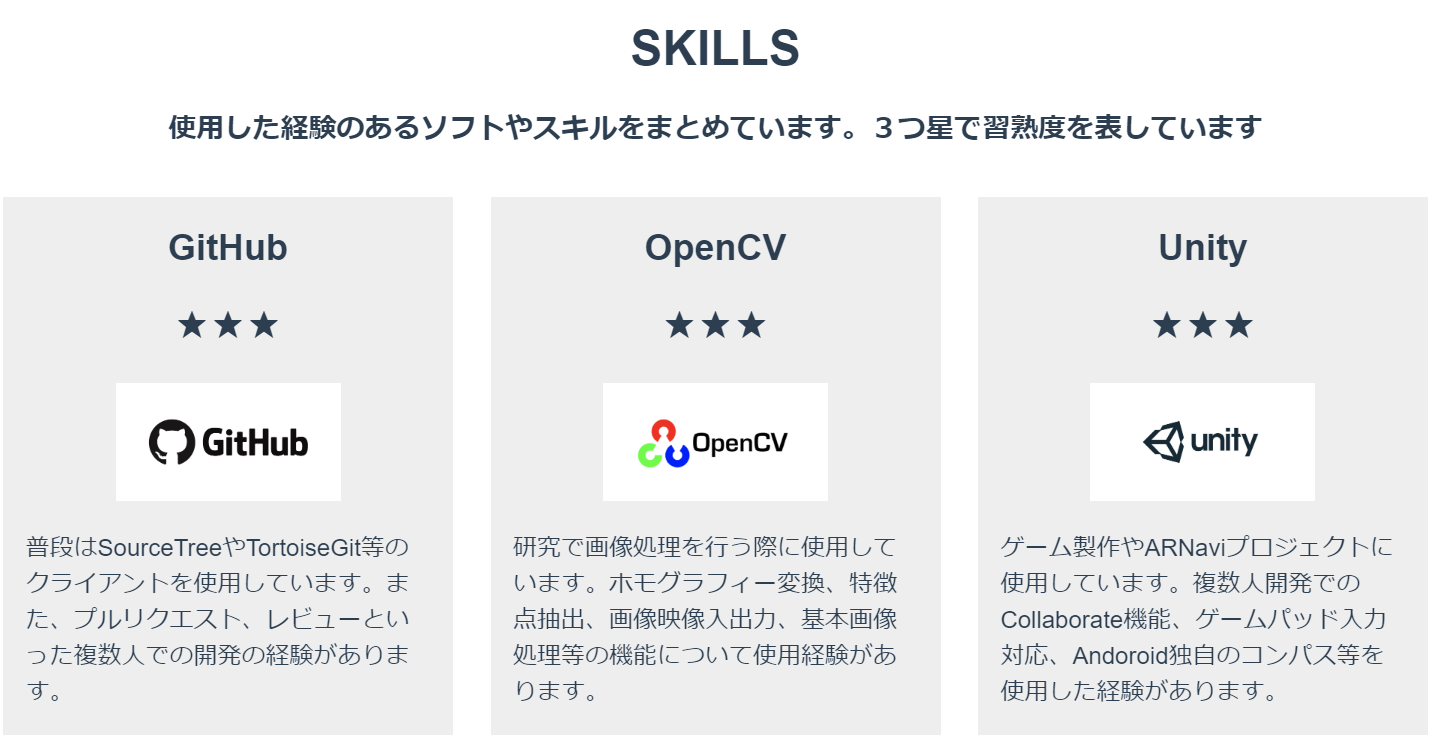 SKILLS
使用した経験のあるソフトやスキルをまとめています。３つ星で習熟度を表しています
GitHub
★★★
GitHub
普段はSourceTreeやTortoiseGit等の
クライアントを使用しています。ま
た、プルリクエスト、レビューとい
った複数人での開発の経験がありま
す。
OpenCV
★★★
OpenCV
研究で画像処理を行う際に使用して
います。ホモグラフィー変換、特徴
点抽出、画像映像入出力、基本画像
処理等の機能について使用経験があ
ります。
Unity
★★★
unity
ゲーム製作やARNaviプロジェクトに
使用しています。複数人開発での
Collaborate機能、ゲームパッド入力
対応、Andoroid独自のコンパス等を
使用した経験があります。